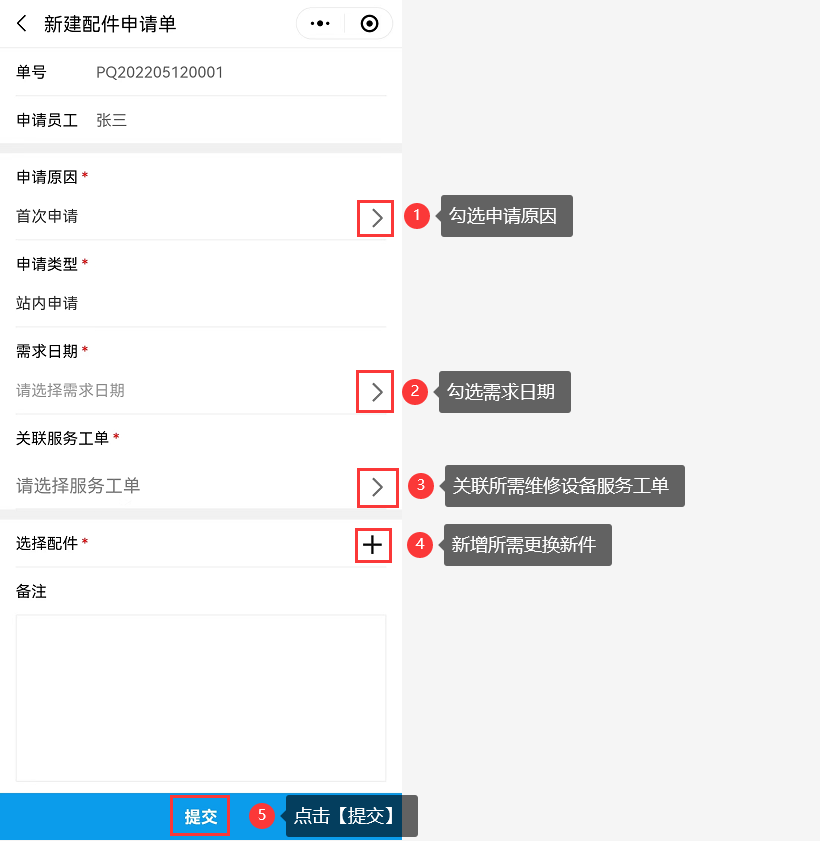 新建配件申请单
单号 PQ202205120001
申请员工 张三
申请原因 *
首次申请
1 勾选申请原因
申请类型 *
站内申请
需求日期 *
请选择需求日期
2 勾选需求日期
关联服务工单 *
请选择服务工单
3 关联所需维修设备服务工单
选择配件 *
4 新增所需更换新件
备注
提交
5 点击【提交】